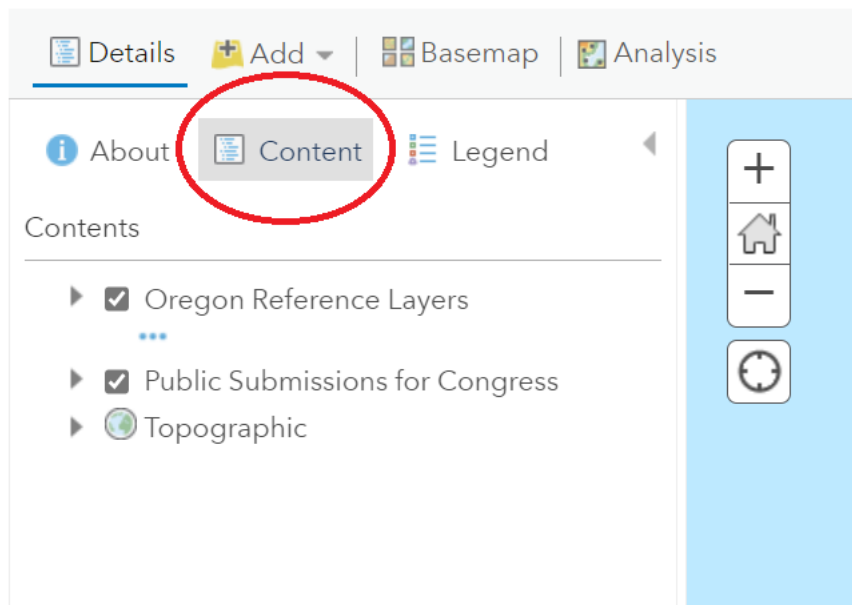 Details Add Basemap Analysis
About Content Legend
Contents
Oregon Reference Layers
Public Submissions for Congress
Topographic